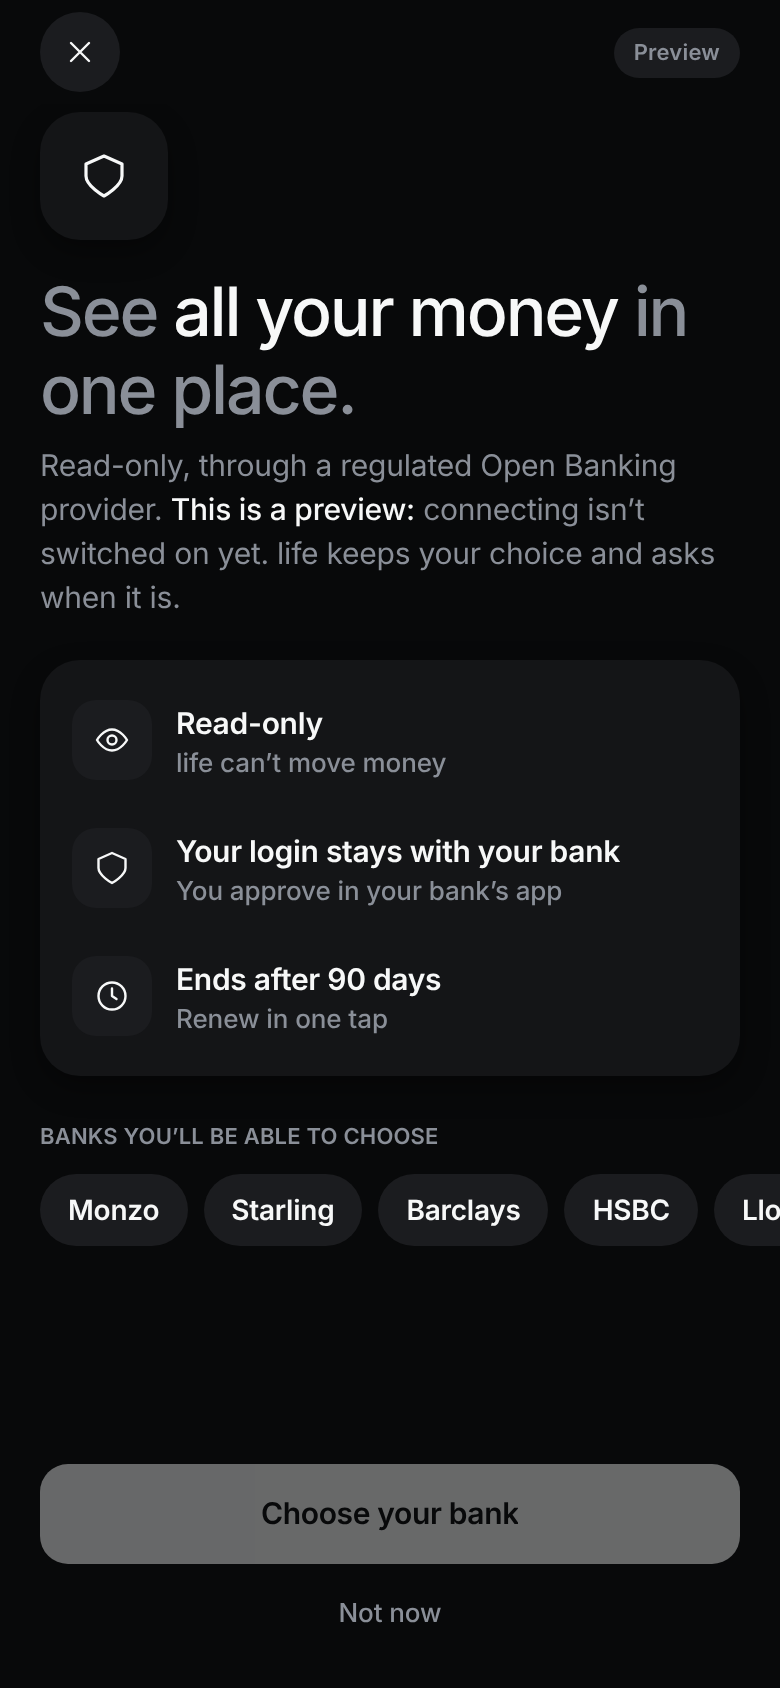 Preview
See all your money in
one place.
Read-only, through a regulated Open Banking
provider. This is a preview: connecting isn’t
switched on yet. life keeps your choice and asks
when it is.
Read-only
life can’t move money
Your login stays with your bank
You approve in your bank’s app
Ends after 90 days
Renew in one tap
BANKS YOU’LL BE ABLE TO CHOOSE
Monzo Starling Barclays HSBC Llo
Choose your bank
Not now